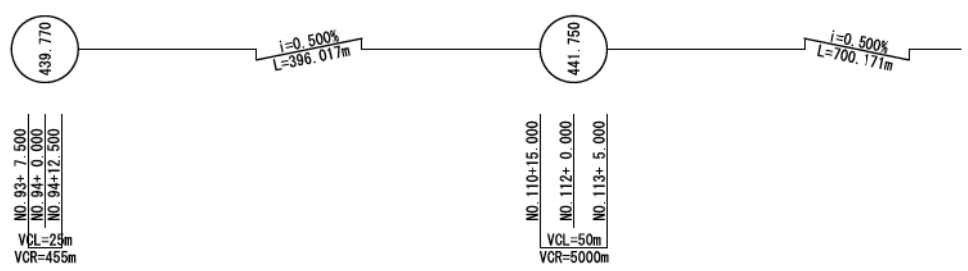 439.770
i=0.500%
L=396.017m
441.750
i=0.500%
L=700.171m
NO.93+ 7.500
NO.94+ 0.000
NO.94+12.500
VCL=25m
VCR=455m
NO.110+15.000
NO.112+ 0.000
NO.113+ 5.000
VCL=50m
VCR=5000m